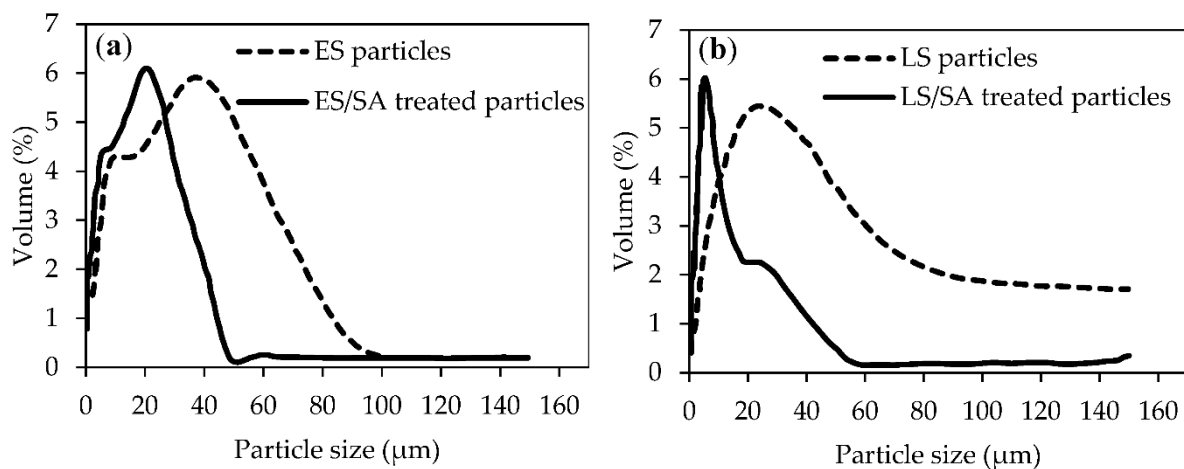 (a)
ES particles
ES/SA treated particles
Volume (%)
7
6
5
4
3
2
1
0
0 20 40 60 80 100 120 140 160
Particle size (µm)
(b)
LS particles
LS/SA treated particles
Volume (%)
7
6
5
4
3
2
1
0
0 20 40 60 80 100 120 140 160
Particle size (µm)